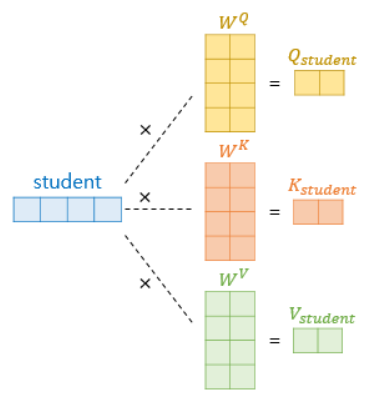 W^Q
Q_student
×
=
student
×
W^K
K_student
=
×
W^V
V_student
=